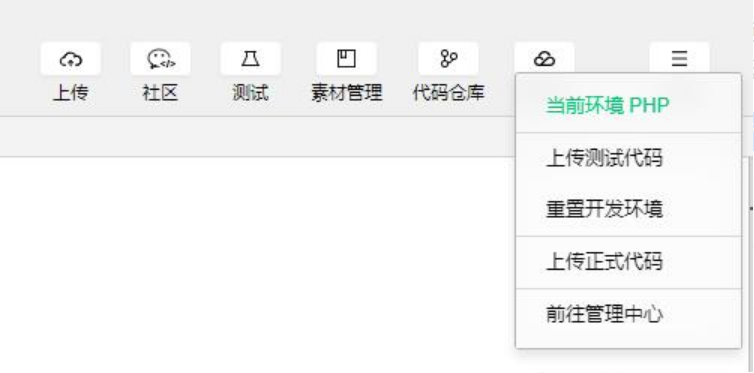 上传
社区
测试
素材管理
代码仓库
当前环境 PHP
上传测试代码
重置开发环境
上传正式代码
前往管理中心